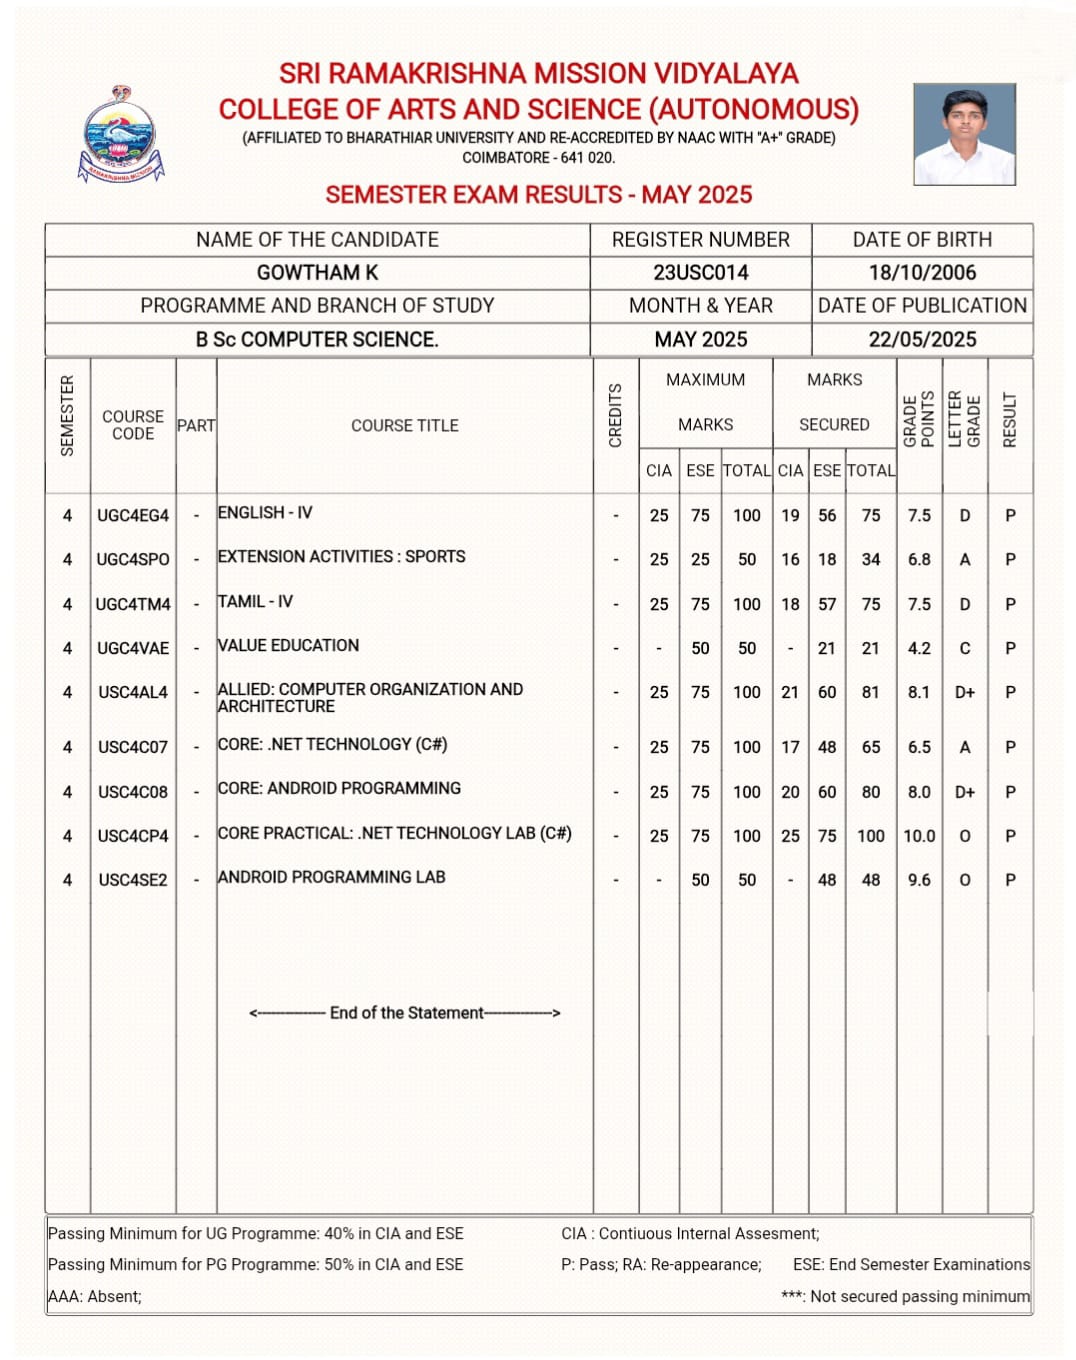 SRI RAMAKRISHNA MISSION VIDYALAYA
COLLEGE OF ARTS AND SCIENCE (AUTONOMOUS)
(AFFILIATED TO BHARATHIAR UNIVERSITY AND RE-ACCREDITED BY NAAC WITH "A+" GRADE)
COIMBATORE - 641 020.
RAMAKRISHNA MISSION
SEMESTER EXAM RESULTS - MAY 2025
NAME OF THE CANDIDATE REGISTER NUMBER DATE OF BIRTH
GOWTHAM K 23USC014 18/10/2006
PROGRAMME AND BRANCH OF STUDY MONTH & YEAR DATE OF PUBLICATION
B Sc COMPUTER SCIENCE. MAY 2025 22/05/2025
SEMESTER COURSE CODE PART COURSE TITLE CREDITS MAXIMUM MARKS MARKS SECURED GRADE POINTS LETTER GRADE RESULT
CIA ESE TOTAL CIA ESE TOTAL
4 UGC4EG4 - ENGLISH - IV - 25 75 100 19 56 75 7.5 D P
4 UGC4SPO - EXTENSION ACTIVITIES : SPORTS - 25 25 50 16 18 34 6.8 A P
4 UGC4TM4 - TAMIL - IV - 25 75 100 18 57 75 7.5 D P
4 UGC4VAE - VALUE EDUCATION - - 50 50 - 21 21 4.2 C P
4 USC4AL4 - ALLIED: COMPUTER ORGANIZATION AND - 25 75 100 21 60 81 8.1 D+ P
ARCHITECTURE
4 USC4C07 - CORE: .NET TECHNOLOGY (C#) - 25 75 100 17 48 65 6.5 A P
4 USC4C08 - CORE: ANDROID PROGRAMMING - 25 75 100 20 60 80 8.0 D+ P
4 USC4CP4 - CORE PRACTICAL: .NET TECHNOLOGY LAB (C#) - 25 75 100 25 75 100 10.0 O P
4 USC4SE2 - ANDROID PROGRAMMING LAB - - 50 50 - 48 48 9.6 O P
<-------------- End of the Statement-------------->
Passing Minimum for UG Programme: 40% in CIA and ESE CIA : Contiuous Internal Assesment;
Passing Minimum for PG Programme: 50% in CIA and ESE P: Pass; RA: Re-appearance; ESE: End Semester Examinations
AAA: Absent; ***: Not secured passing minimum